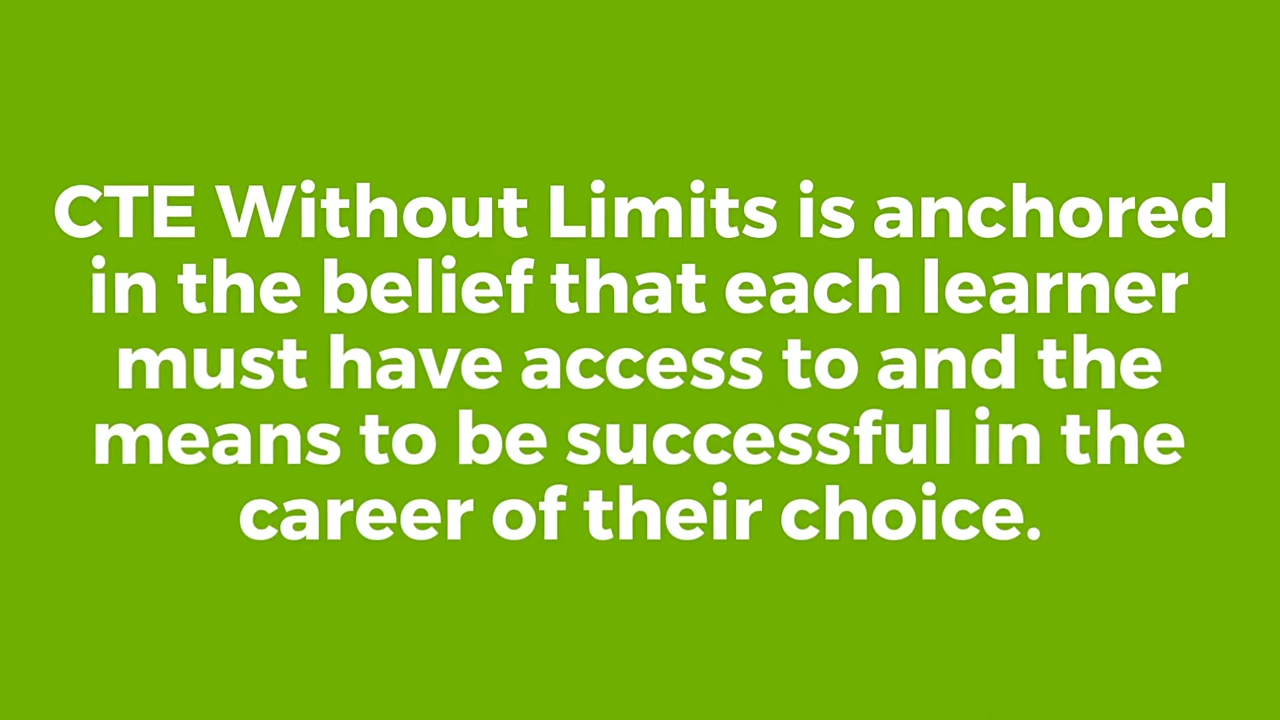 CTE Without Limits is anchored
in the belief that each learner
must have access to and the
means to be successful in the
career of their choice.